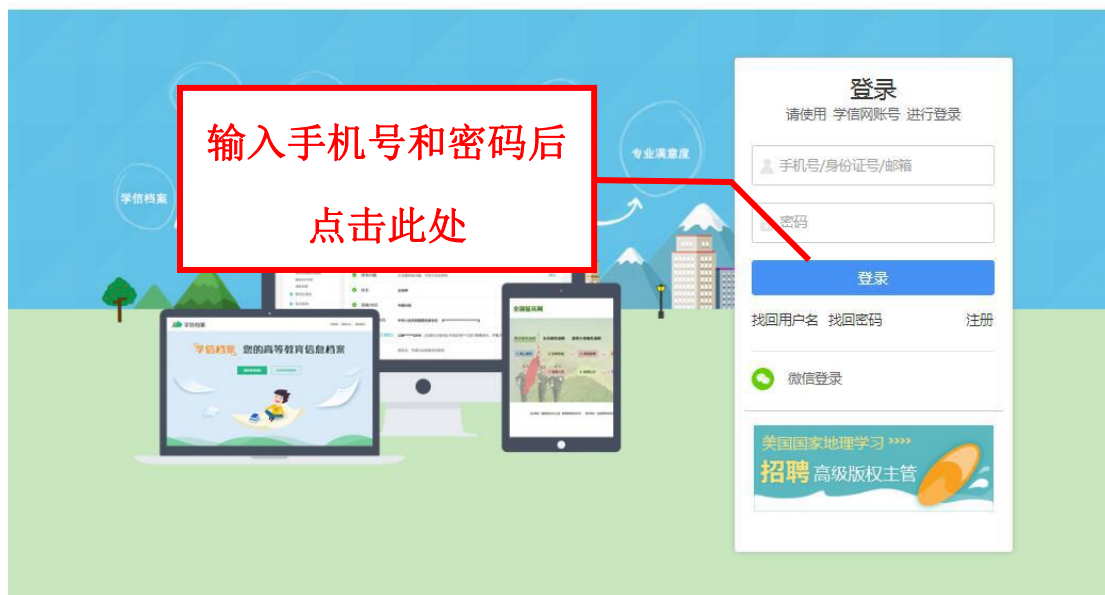 登录
请使用 学信网账号 进行登录
输入手机号和密码后
点击此处
专业满意度
手机号/身份证号/邮箱
学信档案
密码
登录
全国征兵网
找回用户名 找回密码 注册
学信档案
学信档案 您的高等教育信息档案
微信登录
美国国家地理学习 >>>>
招聘 高级版权主管